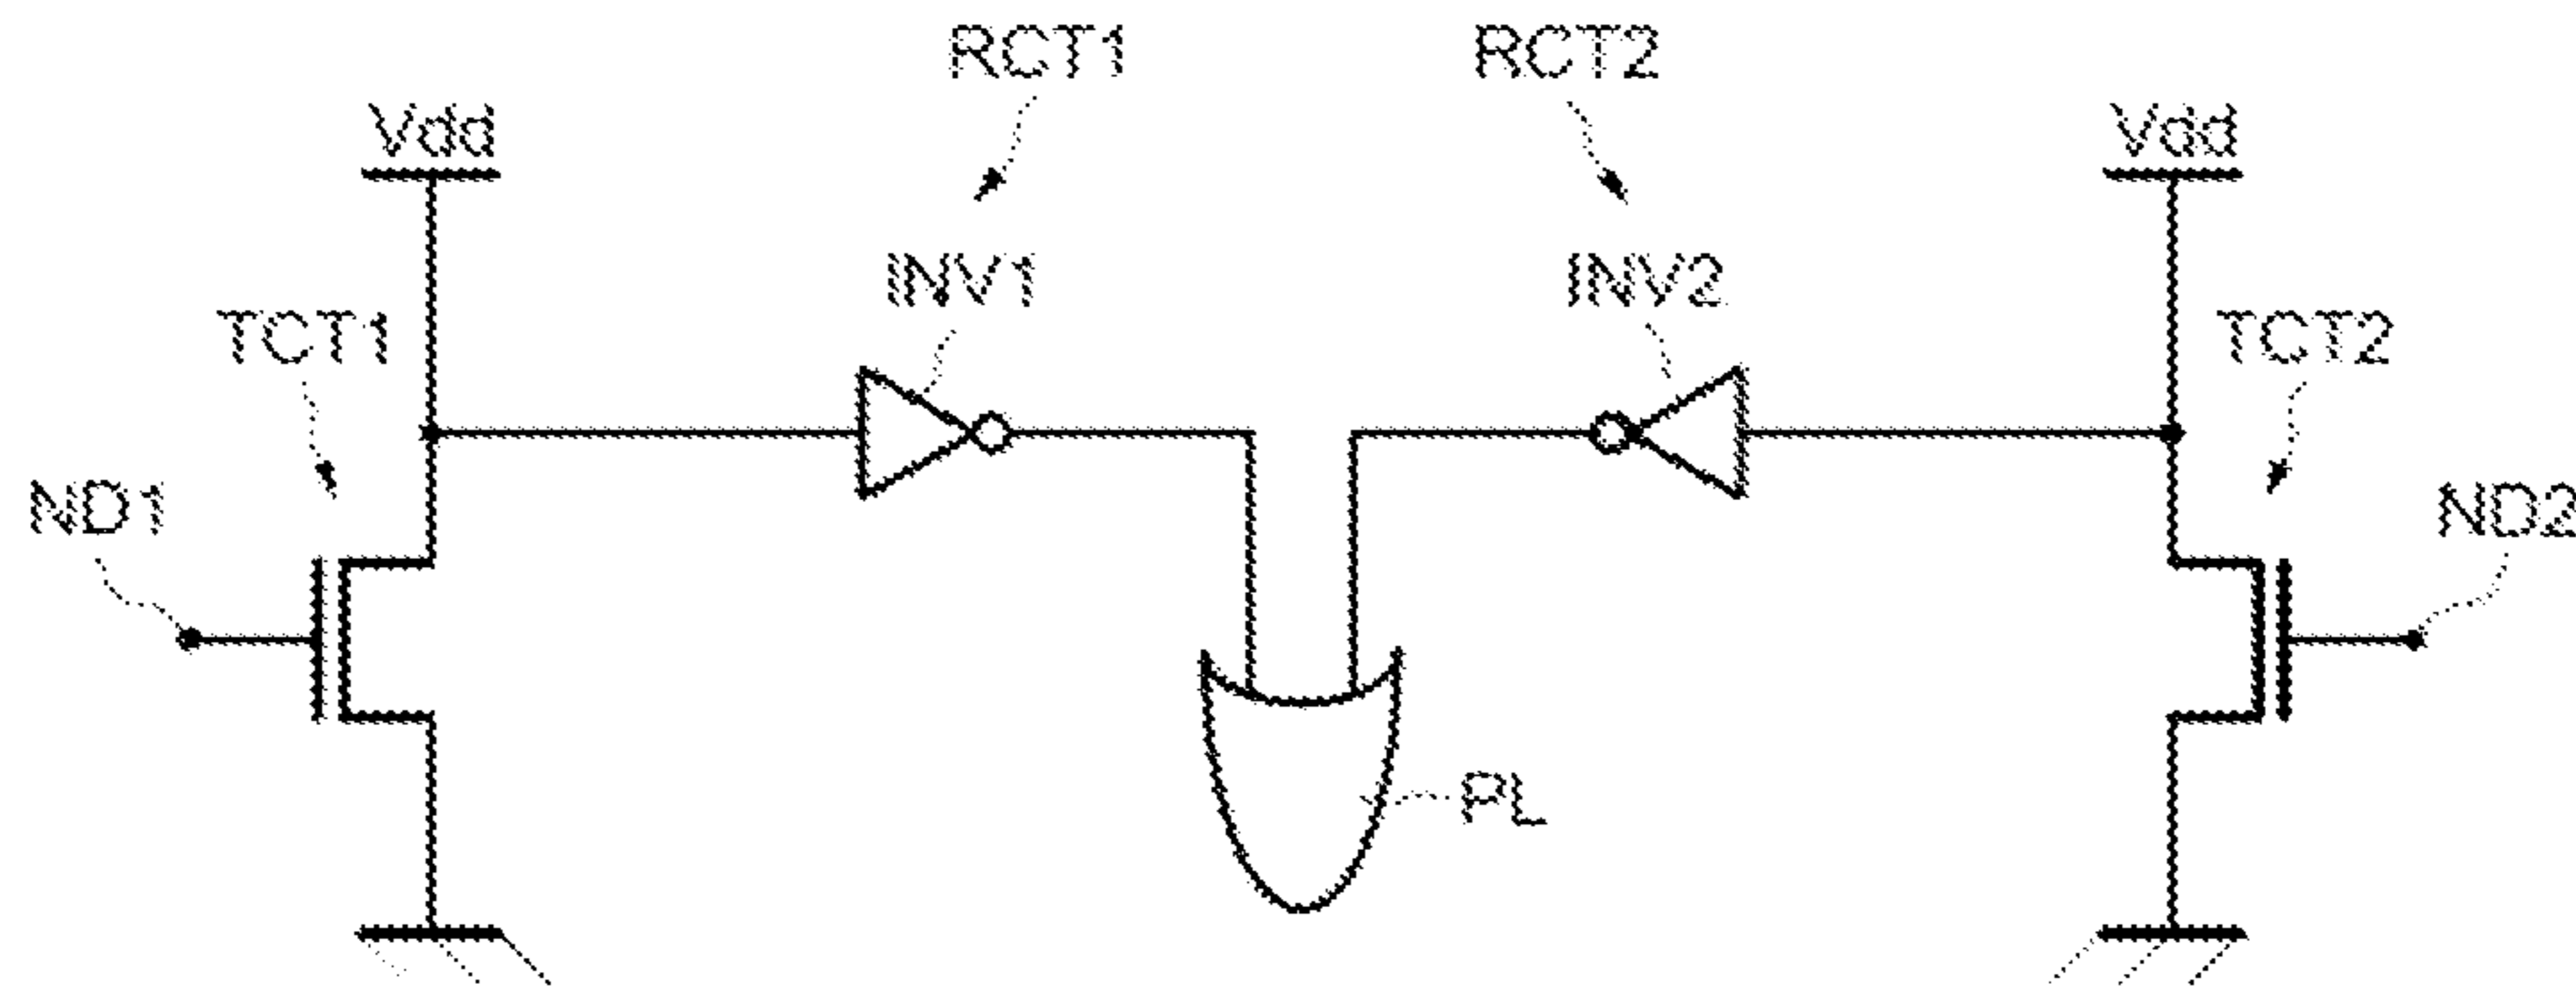 RCT1
RCT2
Vdd
Vdd
INV1
INV2
TCT1
TCT2
ND1
ND2
PL